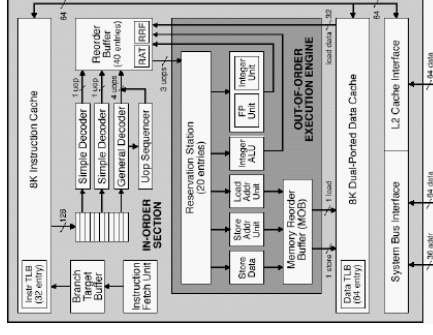 64
8K Instruction Cache
Instr TLB
(32 entry)
128
Branch
Target
Buffer
Instruction
Fetch Unit
Simple Decoder
Simple Decoder
General Decoder
Uop Sequencer
1 uop
1 uop
4 uops
IN-ORDER
SECTION
Reorder
Buffer
(40 entries)
RAT
RRF
3 uops
Reservation Station
(20 entries)
Store
Data
Store
Addr
Unit
Load
Addr
Unit
Integer
ALU
FP
Unit
Integer
Unit
OUT-OF-ORDER
EXECUTION ENGINE
Memory Reorder
Buffer (MOB)
1 store
1 load
32
load data
8K Dual-Ported Data Cache
Data TLB
(64 entry)
64
System Bus Interface
L2 Cache Interface
36 addr
64 data
64 data